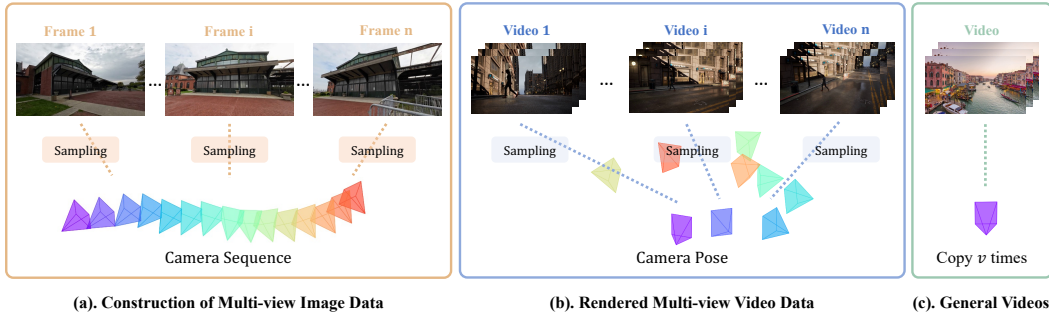 Frame 1
Frame i
Frame n
...
...
Sampling
Sampling
Sampling
Camera Sequence
Video 1
Video i
Video n
...
...
Sampling
Sampling
Sampling
Camera Pose
Video
Copy v times
(a). Construction of Multi-view Image Data
(b). Rendered Multi-view Video Data
(c). General Videos